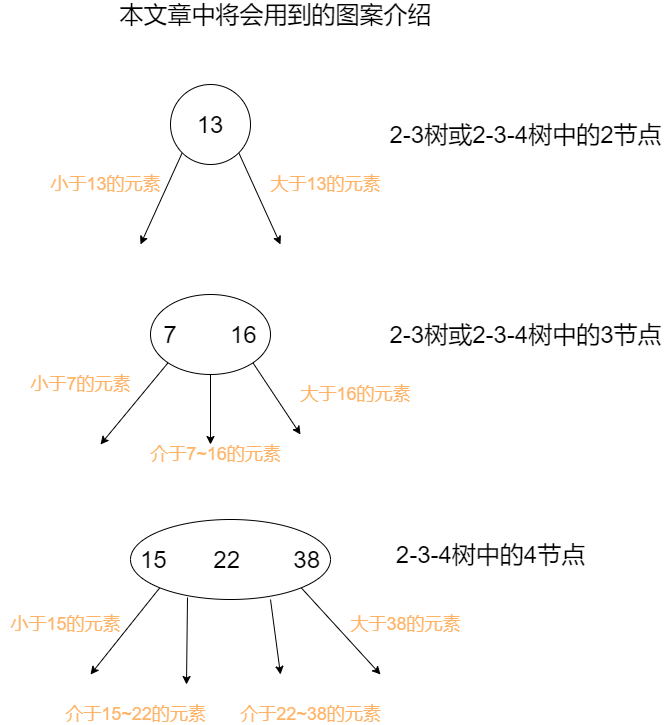 本文章中将会用到的图案介绍
13
2-3树或2-3-4树中的2节点
小于13的元素
大于13的元素
7 16
2-3树或2-3-4树中的3节点
小于7的元素
大于16的元素
介于7~16的元素
15 22 38
2-3-4树中的4节点
小于15的元素
大于38的元素
介于15~22的元素
介于22~38的元素